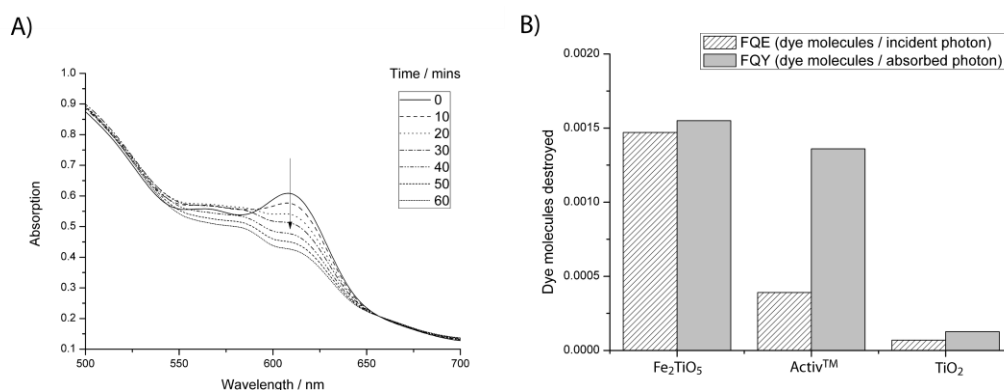 A)
Absorption
1.0
0.9
0.8
0.7
0.6
0.5
0.4
0.3
0.2
0.1
500
550
600
650
700
Wavelength / nm
Time / mins
0
10
20
30
40
50
60
B)
Dye molecules destroyed
0.0020
0.0015
0.0010
0.0005
0.0000
FQE (dye molecules / incident photon)
FQY (dye molecules / absorbed photon)
Fe₂TiO₅
Activ™
TiO₂